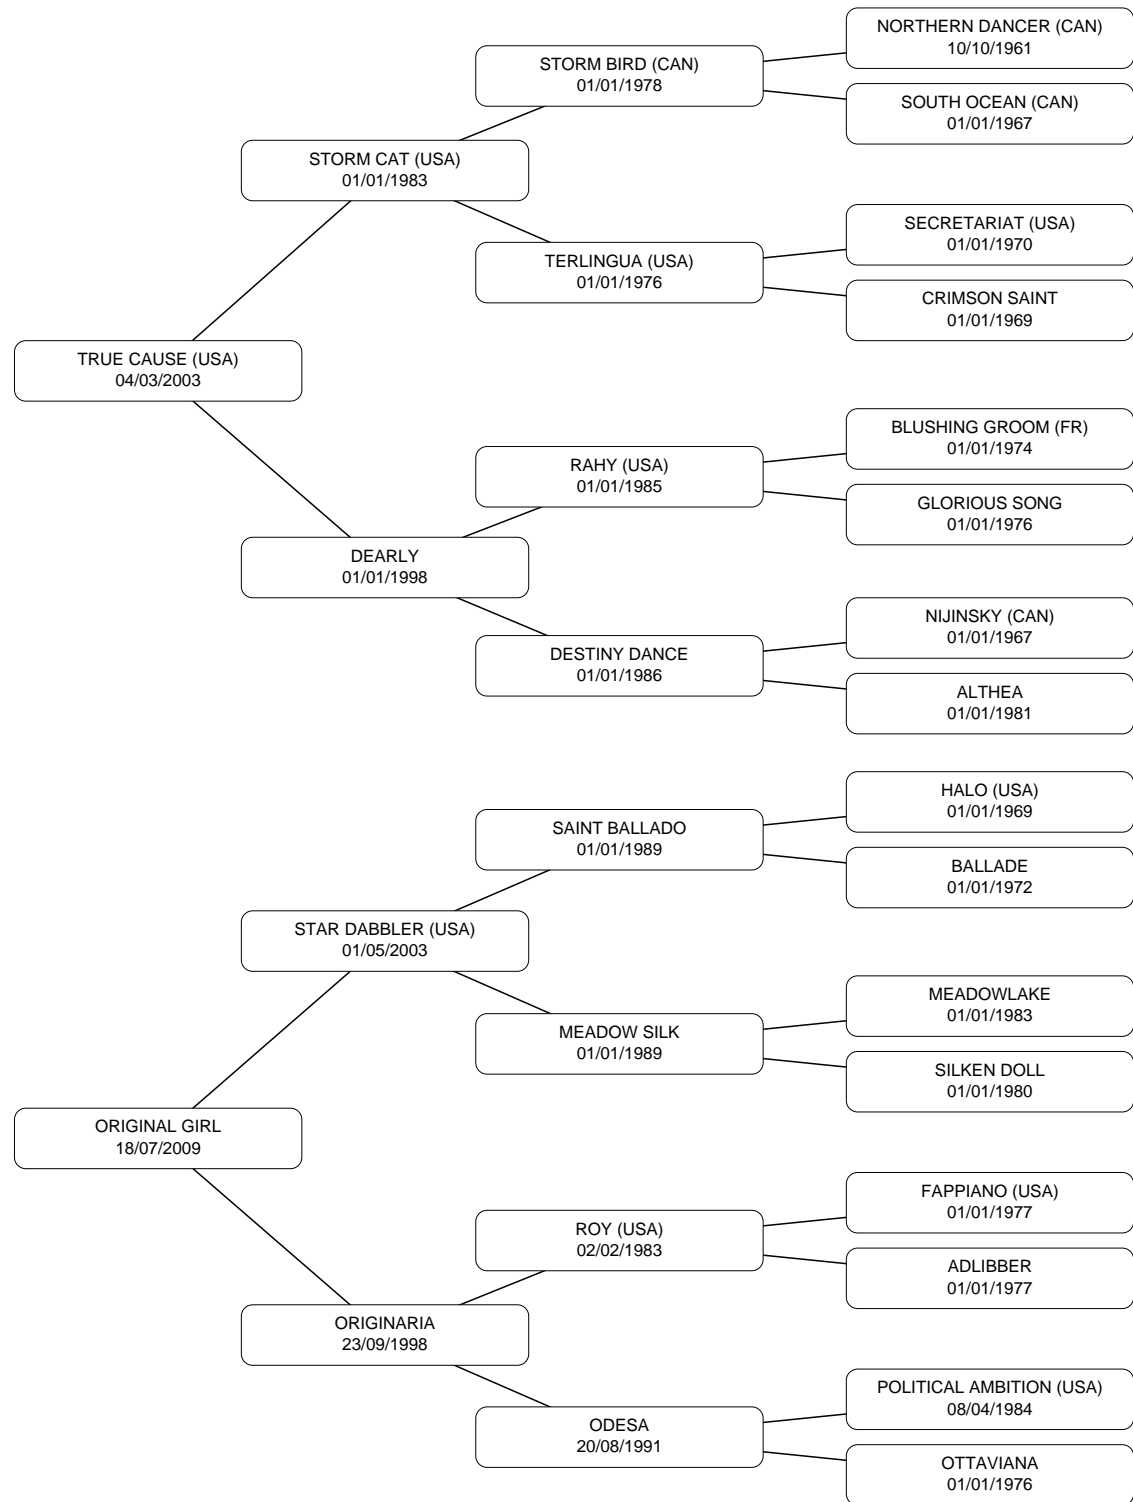 NORTHERN DANCER (CAN)
10/10/1961
STORM BIRD (CAN)
01/01/1978
SOUTH OCEAN (CAN)
01/01/1967
STORM CAT (USA)
01/01/1983
SECRETARIAT (USA)
01/01/1970
TERLINGUA (USA)
01/01/1976
CRIMSON SAINT
01/01/1969
TRUE CAUSE (USA)
04/03/2003
BLUSHING GROOM (FR)
01/01/1974
RAHY (USA)
01/01/1985
GLORIOUS SONG
01/01/1976
DEARLY
01/01/1998
NIJINSKY (CAN)
01/01/1967
DESTINY DANCE
01/01/1986
ALTHEA
01/01/1981
HALO (USA)
01/01/1969
SAINT BALLADO
01/01/1989
BALLADE
01/01/1972
STAR DABBLER (USA)
01/05/2003
MEADOWLAKE
01/01/1983
MEADOW SILK
01/01/1989
SILKEN DOLL
01/01/1980
ORIGINAL GIRL
18/07/2009
FAPPIANO (USA)
01/01/1977
ROY (USA)
02/02/1983
ADLIBBER
01/01/1977
ORIGINARIA
23/09/1998
POLITICAL AMBITION (USA)
08/04/1984
ODESA
20/08/1991
OTTAVIANA
01/01/1976